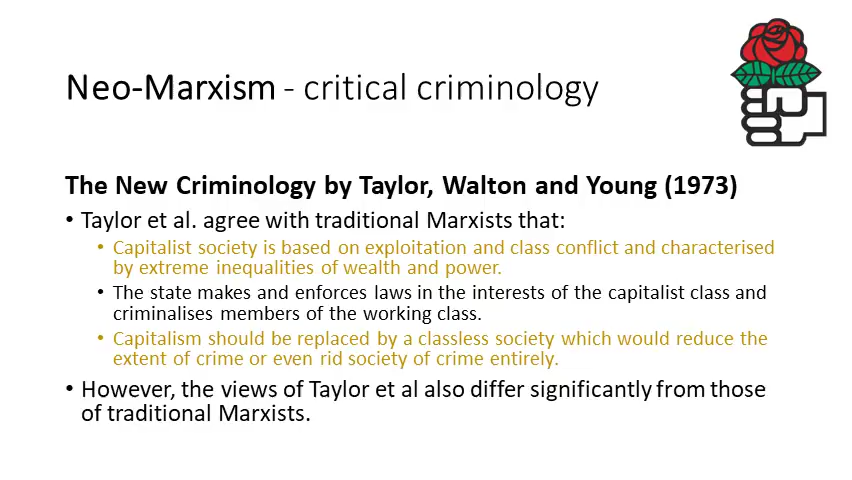 Neo-Marxism - critical criminology
The New Criminology by Taylor, Walton and Young (1973)
• Taylor et al. agree with traditional Marxists that:
• Capitalist society is based on exploitation and class conflict and characterised
by extreme inequalities of wealth and power.
• The state makes and enforces laws in the interests of the capitalist class and
criminalises members of the working class.
• Capitalism should be replaced by a classless society which would reduce the
extent of crime or even rid society of crime entirely.
• However, the views of Taylor et al also differ significantly from those
of traditional Marxists.